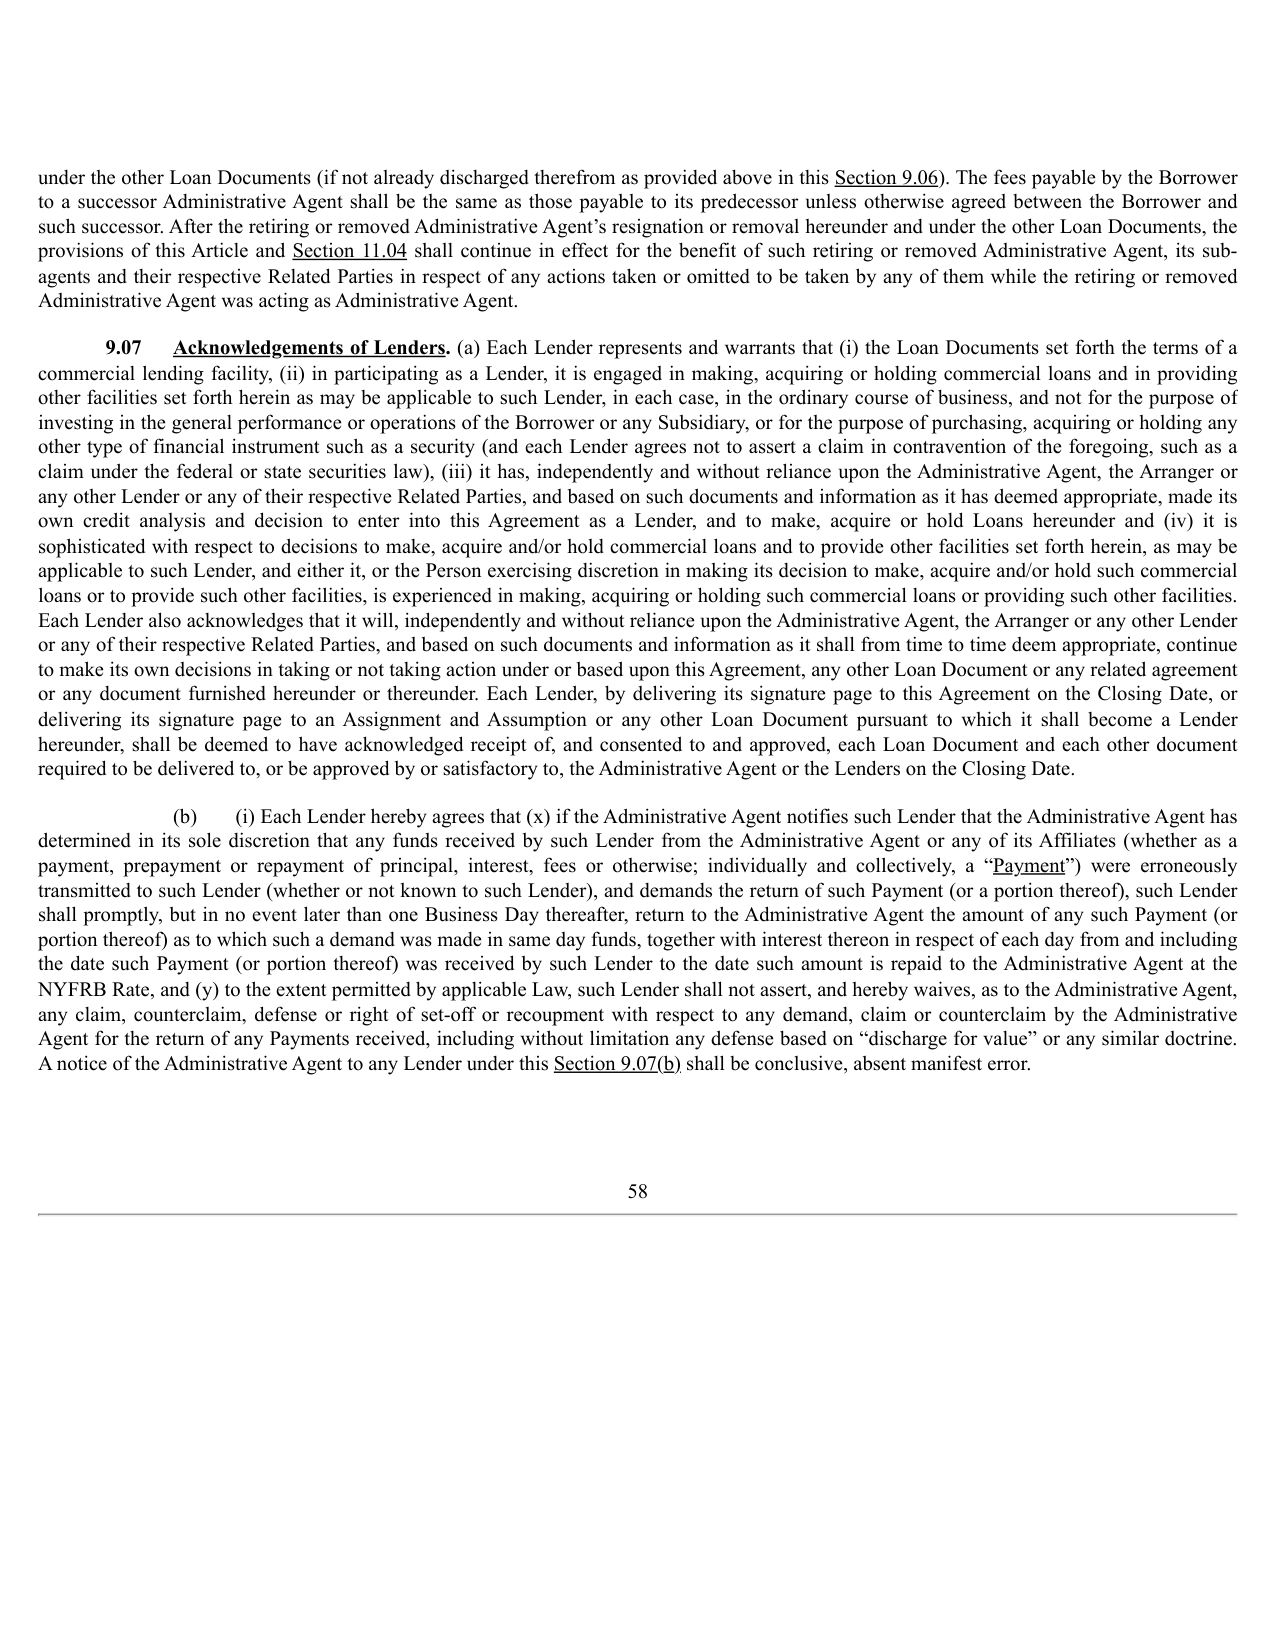 under the other Loan Documents (if not already discharged therefrom as provided above in this Section 9.06). The fees payable by the Borrower
to a successor Administrative Agent shall be the same as those payable to its predecessor unless otherwise agreed between the Borrower and
such successor. After the retiring or removed Administrative Agent’s resignation or removal hereunder and under the other Loan Documents, the
provisions of this Article and Section 11.04 shall continue in effect for the benefit of such retiring or removed Administrative Agent, its sub-
agents and their respective Related Parties in respect of any actions taken or omitted to be taken by any of them while the retiring or removed
Administrative Agent was acting as Administrative Agent.
9.07 Acknowledgements of Lenders. (a) Each Lender represents and warrants that (i) the Loan Documents set forth the terms of a
commercial lending facility, (ii) in participating as a Lender, it is engaged in making, acquiring or holding commercial loans and in providing
other facilities set forth herein as may be applicable to such Lender, in each case, in the ordinary course of business, and not for the purpose of
investing in the general performance or operations of the Borrower or any Subsidiary, or for the purpose of purchasing, acquiring or holding any
other type of financial instrument such as a security (and each Lender agrees not to assert a claim in contravention of the foregoing, such as a
claim under the federal or state securities law), (iii) it has, independently and without reliance upon the Administrative Agent, the Arranger or
any other Lender or any of their respective Related Parties, and based on such documents and information as it has deemed appropriate, made its
own credit analysis and decision to enter into this Agreement as a Lender, and to make, acquire or hold Loans hereunder and (iv) it is
sophisticated with respect to decisions to make, acquire and/or hold commercial loans and to provide other facilities set forth herein, as may be
applicable to such Lender, and either it, or the Person exercising discretion in making its decision to make, acquire and/or hold such commercial
loans or to provide such other facilities, is experienced in making, acquiring or holding such commercial loans or providing such other facilities.
Each Lender also acknowledges that it will, independently and without reliance upon the Administrative Agent, the Arranger or any other Lender
or any of their respective Related Parties, and based on such documents and information as it shall from time to time deem appropriate, continue
to make its own decisions in taking or not taking action under or based upon this Agreement, any other Loan Document or any related agreement
or any document furnished hereunder or thereunder. Each Lender, by delivering its signature page to this Agreement on the Closing Date, or
delivering its signature page to an Assignment and Assumption or any other Loan Document pursuant to which it shall become a Lender
hereunder, shall be deemed to have acknowledged receipt of, and consented to and approved, each Loan Document and each other document
required to be delivered to, or be approved by or satisfactory to, the Administrative Agent or the Lenders on the Closing Date.
(b) (i) Each Lender hereby agrees that (x) if the Administrative Agent notifies such Lender that the Administrative Agent has
determined in its sole discretion that any funds received by such Lender from the Administrative Agent or any of its Affiliates (whether as a
payment, prepayment or repayment of principal, interest, fees or otherwise; individually and collectively, a “Payment”) were erroneously
transmitted to such Lender (whether or not known to such Lender), and demands the return of such Payment (or a portion thereof), such Lender
shall promptly, but in no event later than one Business Day thereafter, return to the Administrative Agent the amount of any such Payment (or
portion thereof) as to which such a demand was made in same day funds, together with interest thereon in respect of each day from and including
the date such Payment (or portion thereof) was received by such Lender to the date such amount is repaid to the Administrative Agent at the
NYFRB Rate, and (y) to the extent permitted by applicable Law, such Lender shall not assert, and hereby waives, as to the Administrative Agent,
any claim, counterclaim, defense or right of set-off or recoupment with respect to any demand, claim or counterclaim by the Administrative
Agent for the return of any Payments received, including without limitation any defense based on “discharge for value” or any similar doctrine.
A notice of the Administrative Agent to any Lender under this Section 9.07(b) shall be conclusive, absent manifest error.
58